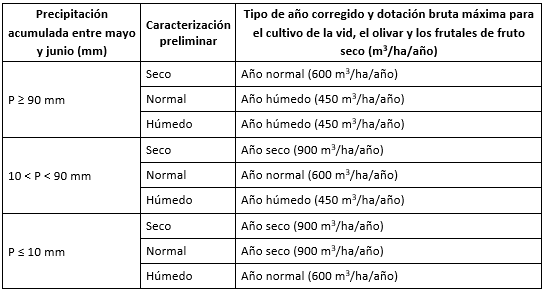 Precipitación
acumulada entre mayo
y junio (mm)
Caracterización
preliminar
Tipo de año corregido y dotación bruta máxima para
el cultivo de la vid, el olivar y los frutales de fruto
seco (m³/ha/año)
P ≥ 90 mm
Seco
Año normal (600 m³/ha/año)
Normal
Año húmedo (450 m³/ha/año)
Húmedo
Año húmedo (450 m³/ha/año)
10 < P < 90 mm
Seco
Año seco (900 m³/ha/año)
Normal
Año normal (600 m³/ha/año)
Húmedo
Año húmedo (450 m³/ha/año)
P ≤ 10 mm
Seco
Año seco (900 m³/ha/año)
Normal
Año seco (900 m³/ha/año)
Húmedo
Año normal (600 m³/ha/año)